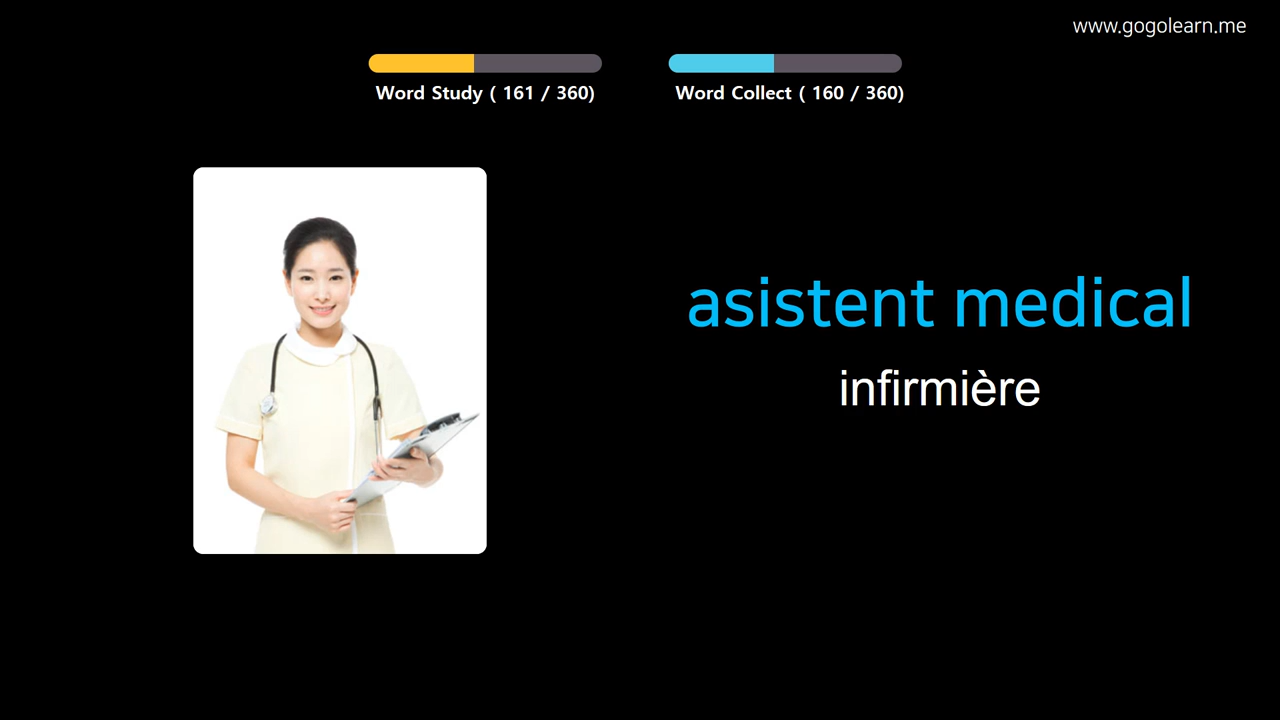 www.gogolearn.me
Word Study ( 161 / 360)
Word Collect ( 160 / 360)
asistent medical
infirmière